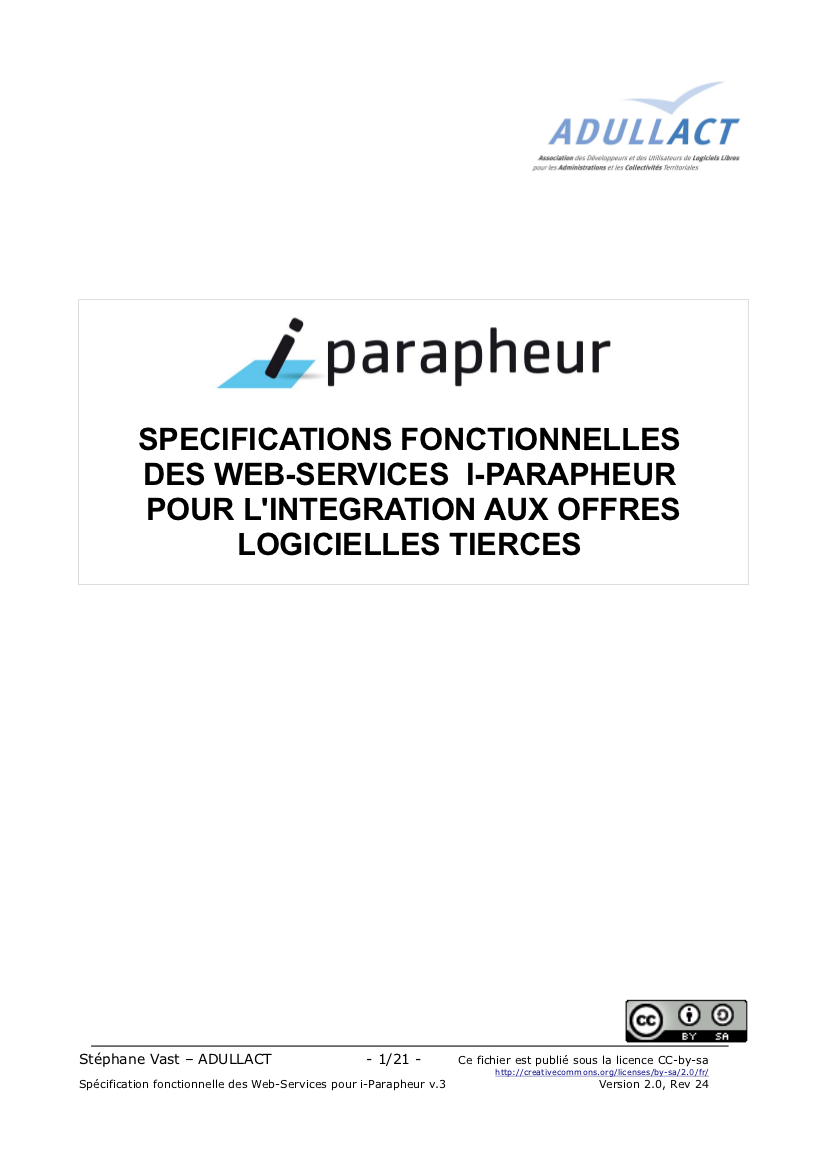 ADULLACT
Association des Développeurs et des Utilisateurs de Logiciels Libres
pour les Administrations et les Collectivités Territoriales
i parapheur
SPECIFICATIONS FONCTIONNELLES
DES WEB-SERVICES  I-PARAPHEUR
POUR L'INTEGRATION AUX OFFRES
LOGICIELLES TIERCES
cc BY SA
Stéphane Vast – ADULLACT - 1/21 - Ce fichier est publié sous la licence CC-by-sa
http://creativecommons.org/licenses/by-sa/2.0/fr/
Spécification fonctionnelle des Web-Services pour i-Parapheur v.3 Version 2.0, Rev 24